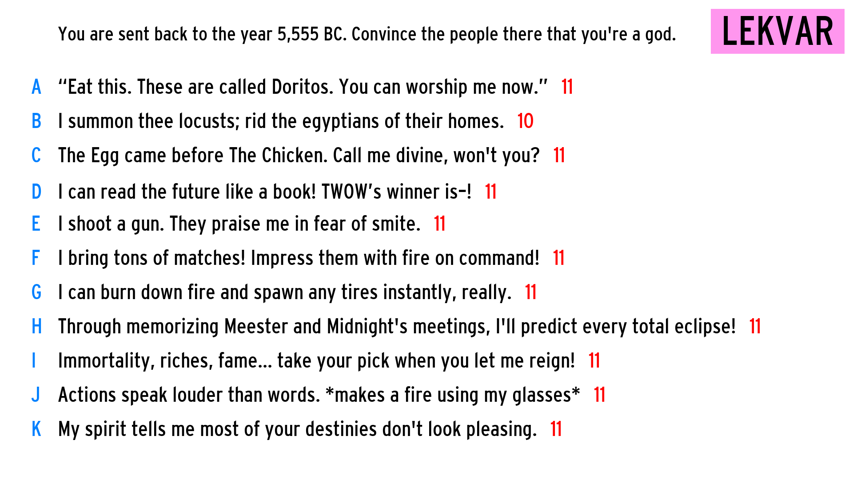 You are sent back to the year 5,555 BC. Convince the people there that you're a god.
LEKVAR
A "Eat this. These are called Doritos. You can worship me now." 11
B I summon thee locusts; rid the egyptians of their homes. 10
C The Egg came before The Chicken. Call me divine, won't you? 11
D I can read the future like a book! TWOW's winner is-! 11
E I shoot a gun. They praise me in fear of smite. 11
F I bring tons of matches! Impress them with fire on command! 11
G I can burn down fire and spawn any tires instantly, really. 11
H Through memorizing Meester and Midnight's meetings, I'll predict every total eclipse! 11
I Immortality, riches, fame... take your pick when you let me reign! 11
J Actions speak louder than words. *makes a fire using my glasses* 11
K My spirit tells me most of your destinies don't look pleasing. 11